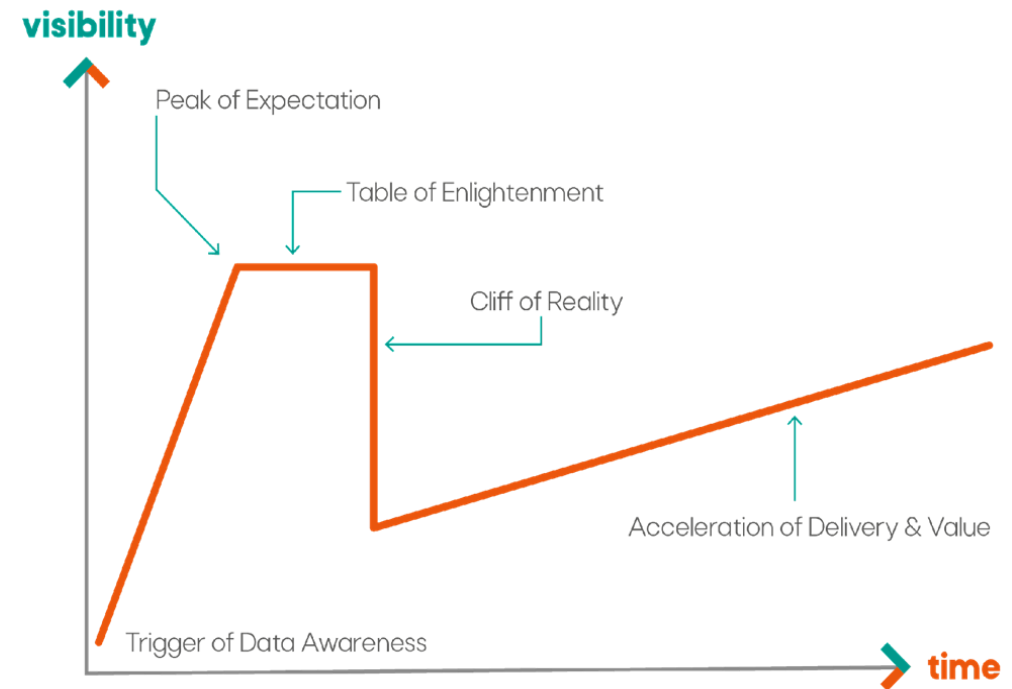 visibility
Peak of Expectation
Table of Enlightenment
Cliff of Reality
Acceleration of Delivery & Value
Trigger of Data Awareness
time